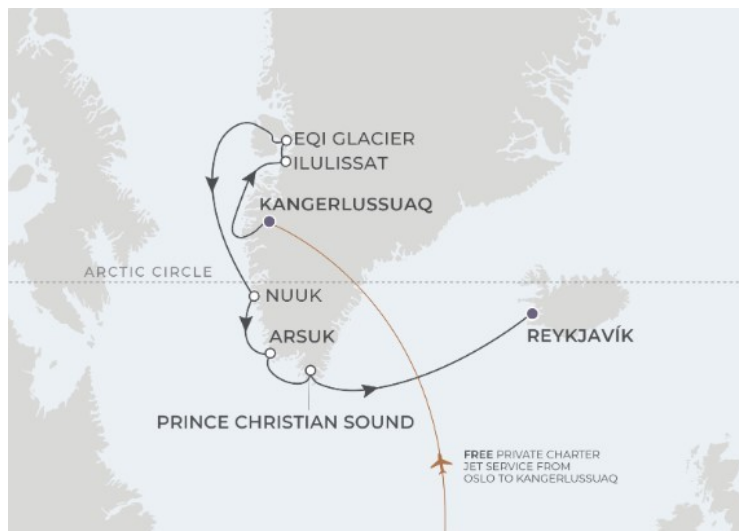 EQI GLACIER
ILULISSAT
KANGERLUSSUAQ
ARCTIC CIRCLE
NUUK
ARSUK
REYKJAVÍK
PRINCE CHRISTIAN SOUND
FREE PRIVATE CHARTER
JET SERVICE FROM
OSLO TO KANGERLUSSUAQ